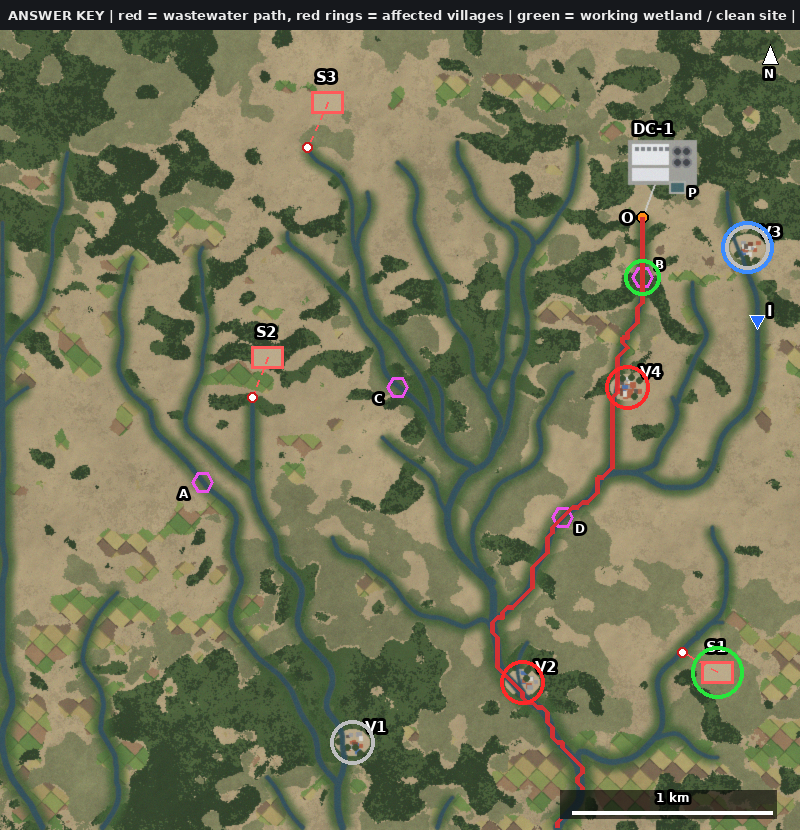 ANSWER KEY | red = wastewater path, red rings = affected villages | green = working wetland / clean site |
N
S3
DC-1
P
O
V3
B
I
S2
V4
C
A
D
S1
V2
V1
1 km